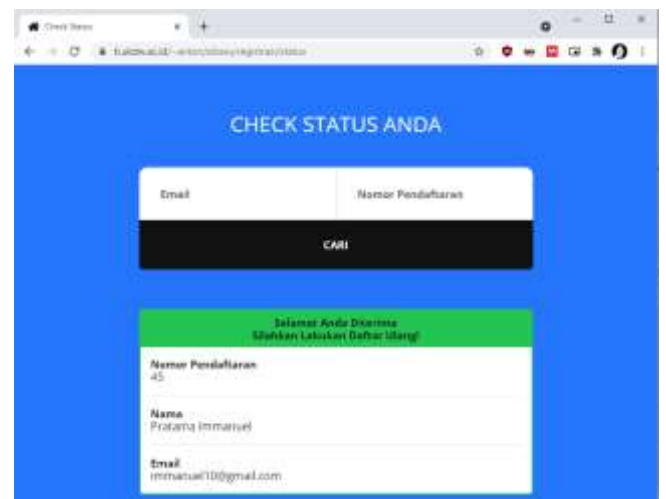 Check Status
CHECK STATUS ANDA
Email
Nomor Pendaftaran
CARI
Selamat Anda Diterima
Silahkan Lakukan Daftar Ulang!
Nomor Pendaftaran
45
Nama
Pratama Immanuel
Email
immanuel10@gmail.com